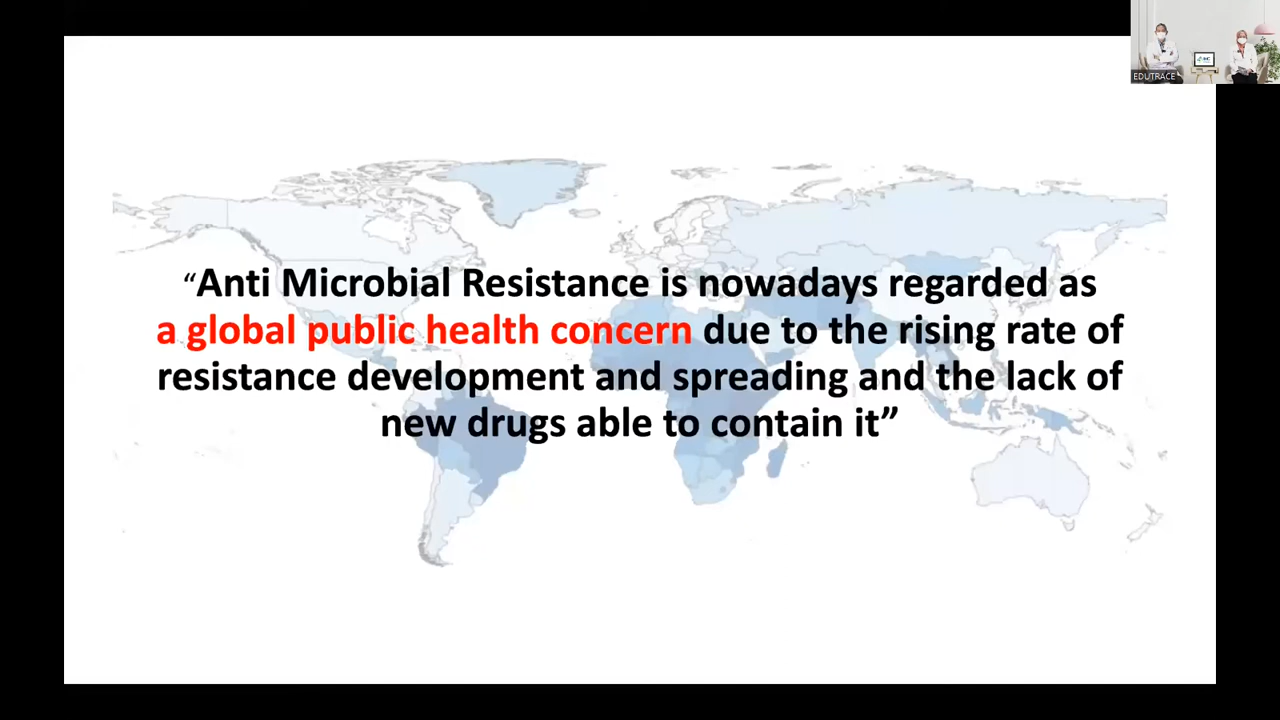 EDUTRACE
“Anti Microbial Resistance is nowadays regarded as
a global public health concern due to the rising rate of
resistance development and spreading and the lack of
new drugs able to contain it”